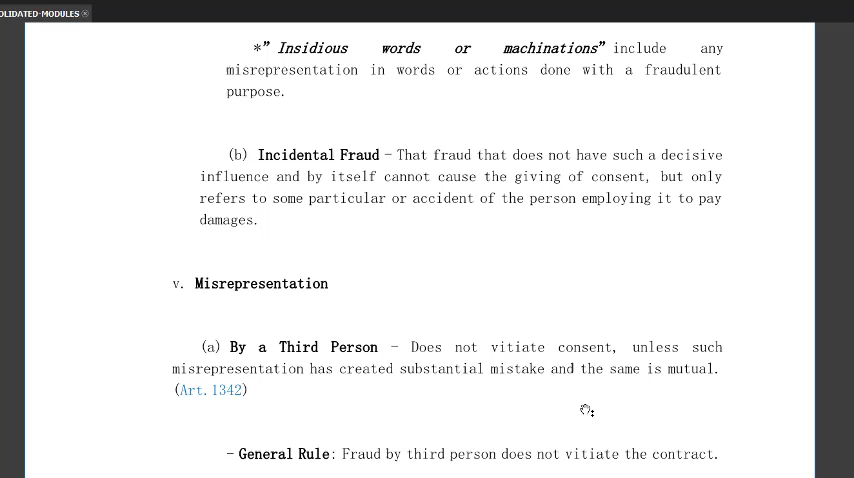 OLIDATED-MODULES
*” Insidious words or machinations” include any
misrepresentation in words or actions done with a fraudulent
purpose.
(b) Incidental Fraud – That fraud that does not have such a decisive
influence and by itself cannot cause the giving of consent, but only
refers to some particular or accident of the person employing it to pay
damages.
v. Misrepresentation
(a) By a Third Person – Does not vitiate consent, unless such
misrepresentation has created substantial mistake and the same is mutual.
(Art. 1342)
– General Rule: Fraud by third person does not vitiate the contract.